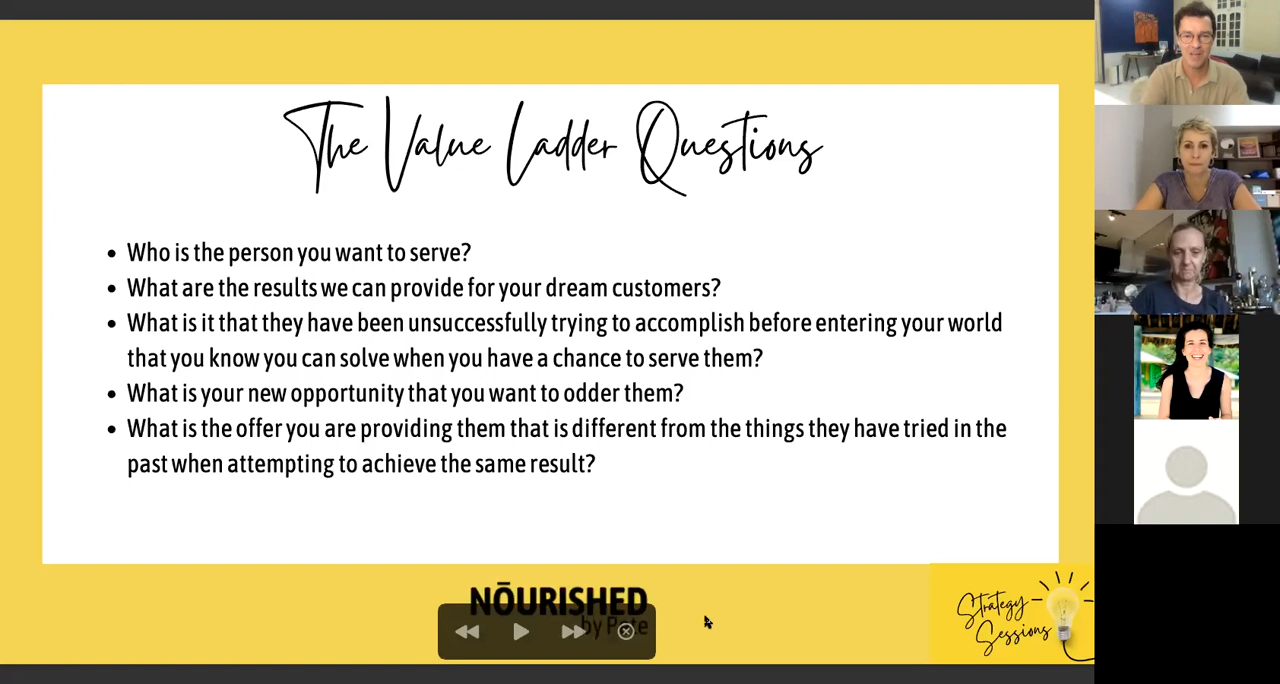 The Value Ladder Questions
• Who is the person you want to serve?
• What are the results we can provide for your dream customers?
• What is it that they have been unsuccessfully trying to accomplish before entering your world
that you know you can solve when you have a chance to serve them?
• What is your new opportunity that you want to odder them?
• What is the offer you are providing them that is different from the things they have tried in the
past when attempting to achieve the same result?
NŌURISHED
by Pete
Strategy
Sessions